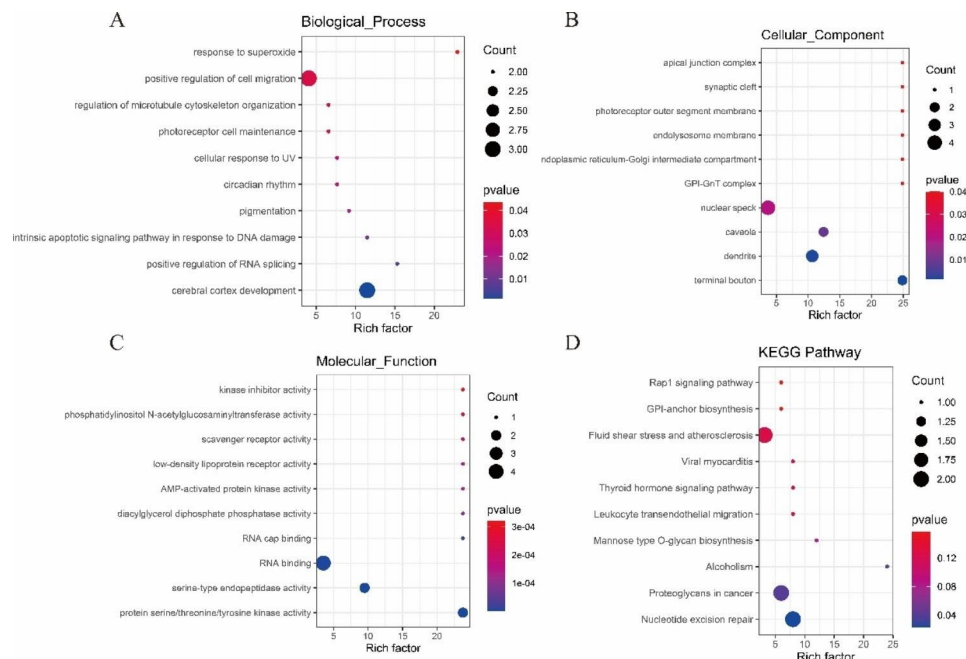 A
Biological_Process
response to superoxide
positive regulation of cell migration
regulation of microtubule cytoskeleton organization
photoreceptor cell maintenance
cellular response to UV
circadian rhythm
pigmentation
intrinsic apoptotic signaling pathway in response to DNA damage
positive regulation of RNA splicing
cerebral cortex development
5 10 15 20
Rich factor
Count
2.00
2.25
2.50
2.75
3.00
pvalue
0.04
0.03
0.02
0.01
B
Cellular_Component
apical junction complex
synaptic cleft
photoreceptor outer segment membrane
endolysosome membrane
ndoplasmic reticulum-Golgi intermediate compartment
GPI-GnT complex
nuclear speck
caveola
dendrite
terminal bouton
5 10 15 20 25
Rich factor
Count
1
2
3
4
pvalue
0.04
0.03
0.02
0.01
C
Molecular_Function
kinase inhibitor activity
phosphatidylinositol N-acetylglucosaminyltransferase activity
scavenger receptor activity
low-density lipoprotein receptor activity
AMP-activated protein kinase activity
diacylglycerol diphosphate phosphatase activity
RNA cap binding
RNA binding
serine-type endopeptidase activity
protein serine/threonine/tyrosine kinase activity
5 10 15 20
Rich factor
Count
1
2
3
4
pvalue
3e-04
2e-04
1e-04
D
KEGG Pathway
Rap1 signaling pathway
GPI-anchor biosynthesis
Fluid shear stress and atherosclerosis
Viral myocarditis
Thyroid hormone signaling pathway
Leukocyte transendothelial migration
Mannose type O-glycan biosynthesis
Alcoholism
Proteoglycans in cancer
Nucleotide excision repair
5 10 15 20 25
Rich factor
Count
1.00
1.25
1.50
1.75
2.00
pvalue
0.12
0.08
0.04